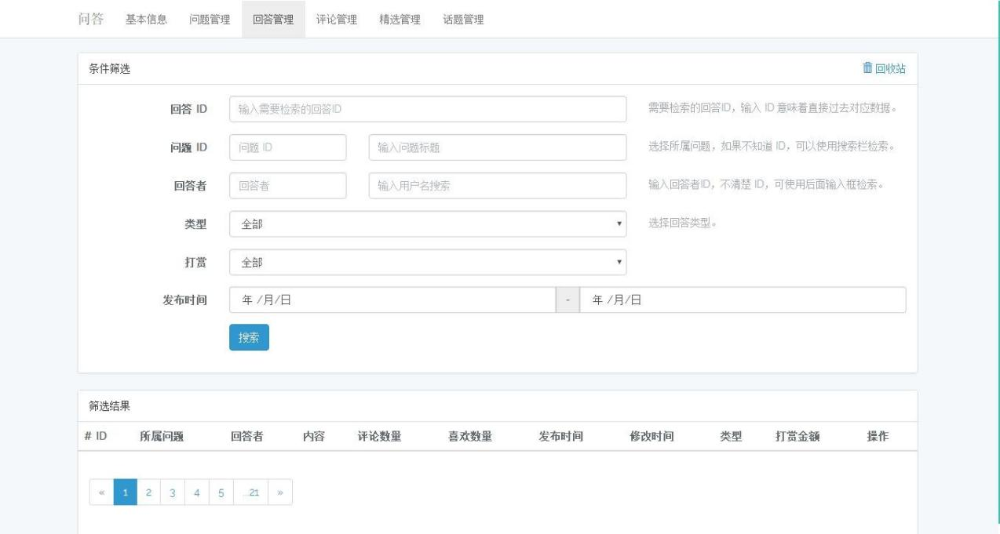 问答 基本信息 问题管理 回答管理 评论管理 精选管理 话题管理
条件筛选 回收站
回答 ID 输入需要检索的回答ID 需要检索的回答ID，输入 ID 意味着直接过去对应数据。
问题 ID 问题 ID 输入问题标题 选择所属问题，如果不知道 ID，可以使用搜索栏检索。
回答者 回答者 输入用户名搜索 输入回答者ID，不清楚 ID，可使用后面输入框检索。
类型 全部 选择回答类型。
打赏 全部
发布时间 年 /月/日 - 年 /月/日
搜索
筛选结果
# ID 所属问题 回答者 内容 评论数量 喜欢数量 发布时间 修改时间 类型 打赏金额 操作
« 1 2 3 4 5 ...21 »